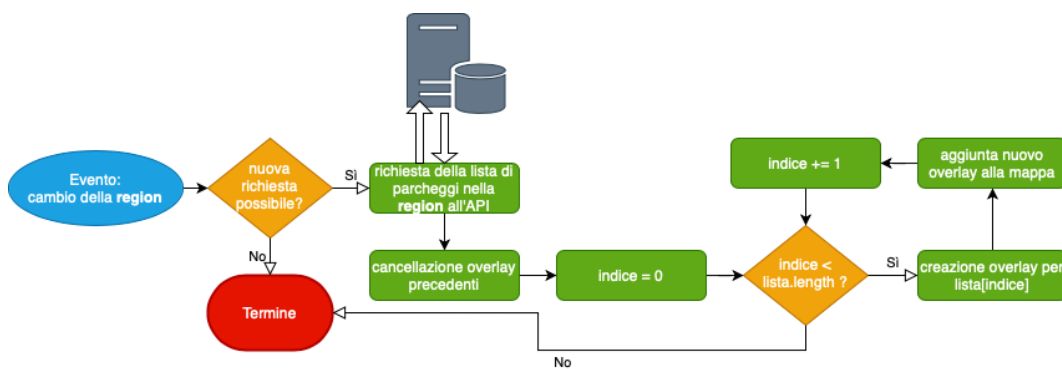 Evento:
cambio della region
nuova
richiesta
possibile?
Sì
No
Termine
richiesta della lista di
parcheggi nella
region all'API
cancellazione overlay
precedenti
indice = 0
indice <
lista.length ?
Sì
No
creazione overlay per
lista[indice]
aggiunta nuovo
overlay alla mappa
indice += 1